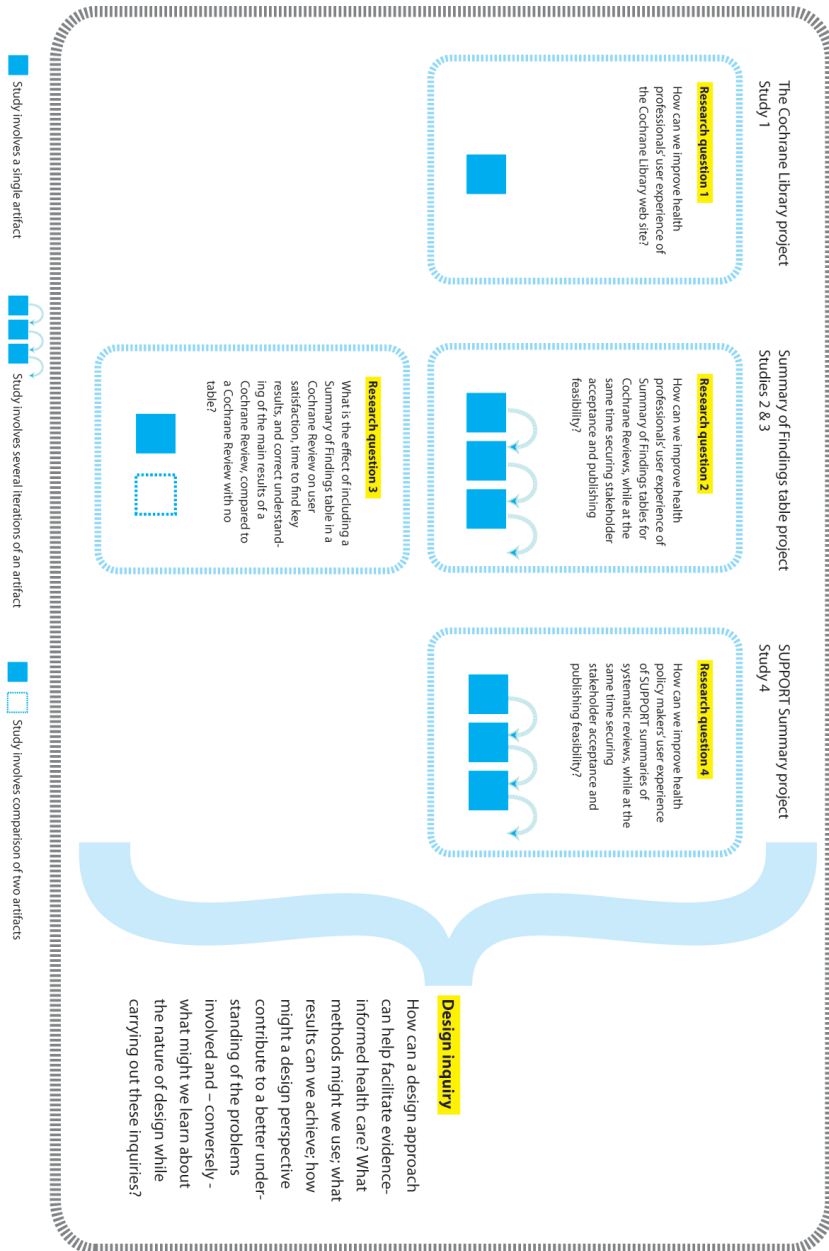 The Cochrane Library project
Study 1
Research question 1
How can we improve health
professionals’ user experience of
the Cochrane Library web site?
Summary of Findings table project
Studies 2 & 3
Research question 2
How can we improve health
professionals’ user experience of
Summary of Findings tables for
Cochrane Reviews, while at the
same time securing stakeholder
acceptance and publishing
feasibility?
Research question 3
What is the effect of including a
Summary of Findings table in a
Cochrane Review on user
satisfaction, time to find key
results, and correct understand-
ing of the main results of a
Cochrane Review, compared to
a Cochrane Review with no
table?
SUPPORT Summary project
Study 4
Research question 4
How can we improve health
policy makers’ user experience
of SUPPORT summaries of
systematic reviews, while at the
same time securing
stakeholder acceptance and
publishing feasibility?
Design inquiry
How can a design approach
can help facilitate evidence-
informed health care? What
methods might we use; what
results can we achieve; how
might a design perspective
contribute to a better under-
standing of the problems
involved and – conversely -
what might we learn about
the nature of design while
carrying out these inquiries?
Study involves a single artifact
Study involves several iterations of an artifact
Study involves comparison of two artifacts